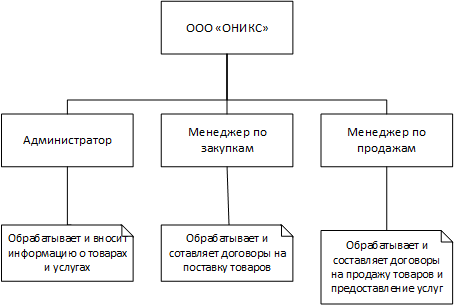 ООО «ОНИКС»
Администратор
Менеджер по
закупкам
Менеджер по
продажам
Обрабатывает и вносит
информацию о товарах
и услугах
Обрабатывает и
сотавляет договоры на
поставку товаров
Обрабатывает и
составляет договоры
на продажу товаров и
предоставление услуг